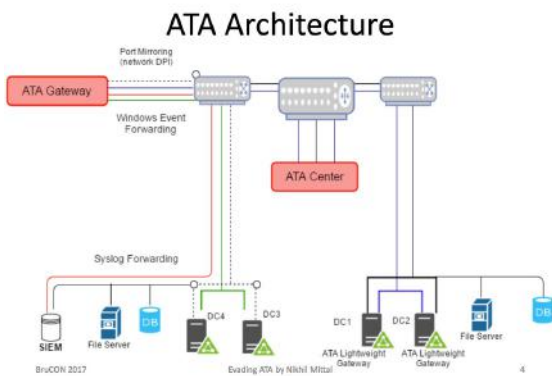 ATA Architecture
Port Mirroring
(network DPI)
ATA Gateway
Windows Event
Forwarding
ATA Center
Syslog Forwarding
SIEM
File Server
DB
DC4
DC3
DC1
DC2
ATA Lightweight
Gateway
ATA Lightweight
Gateway
File Server
DB
BruCON 2017
Evading ATA by Nikhil Mittal
4